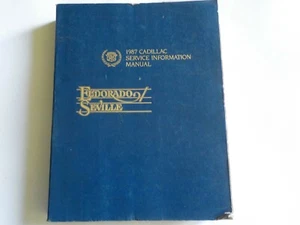 1987 CADILLAC
SERVICE INFORMATION
MANUAL
ELDORADO
SEVILLE